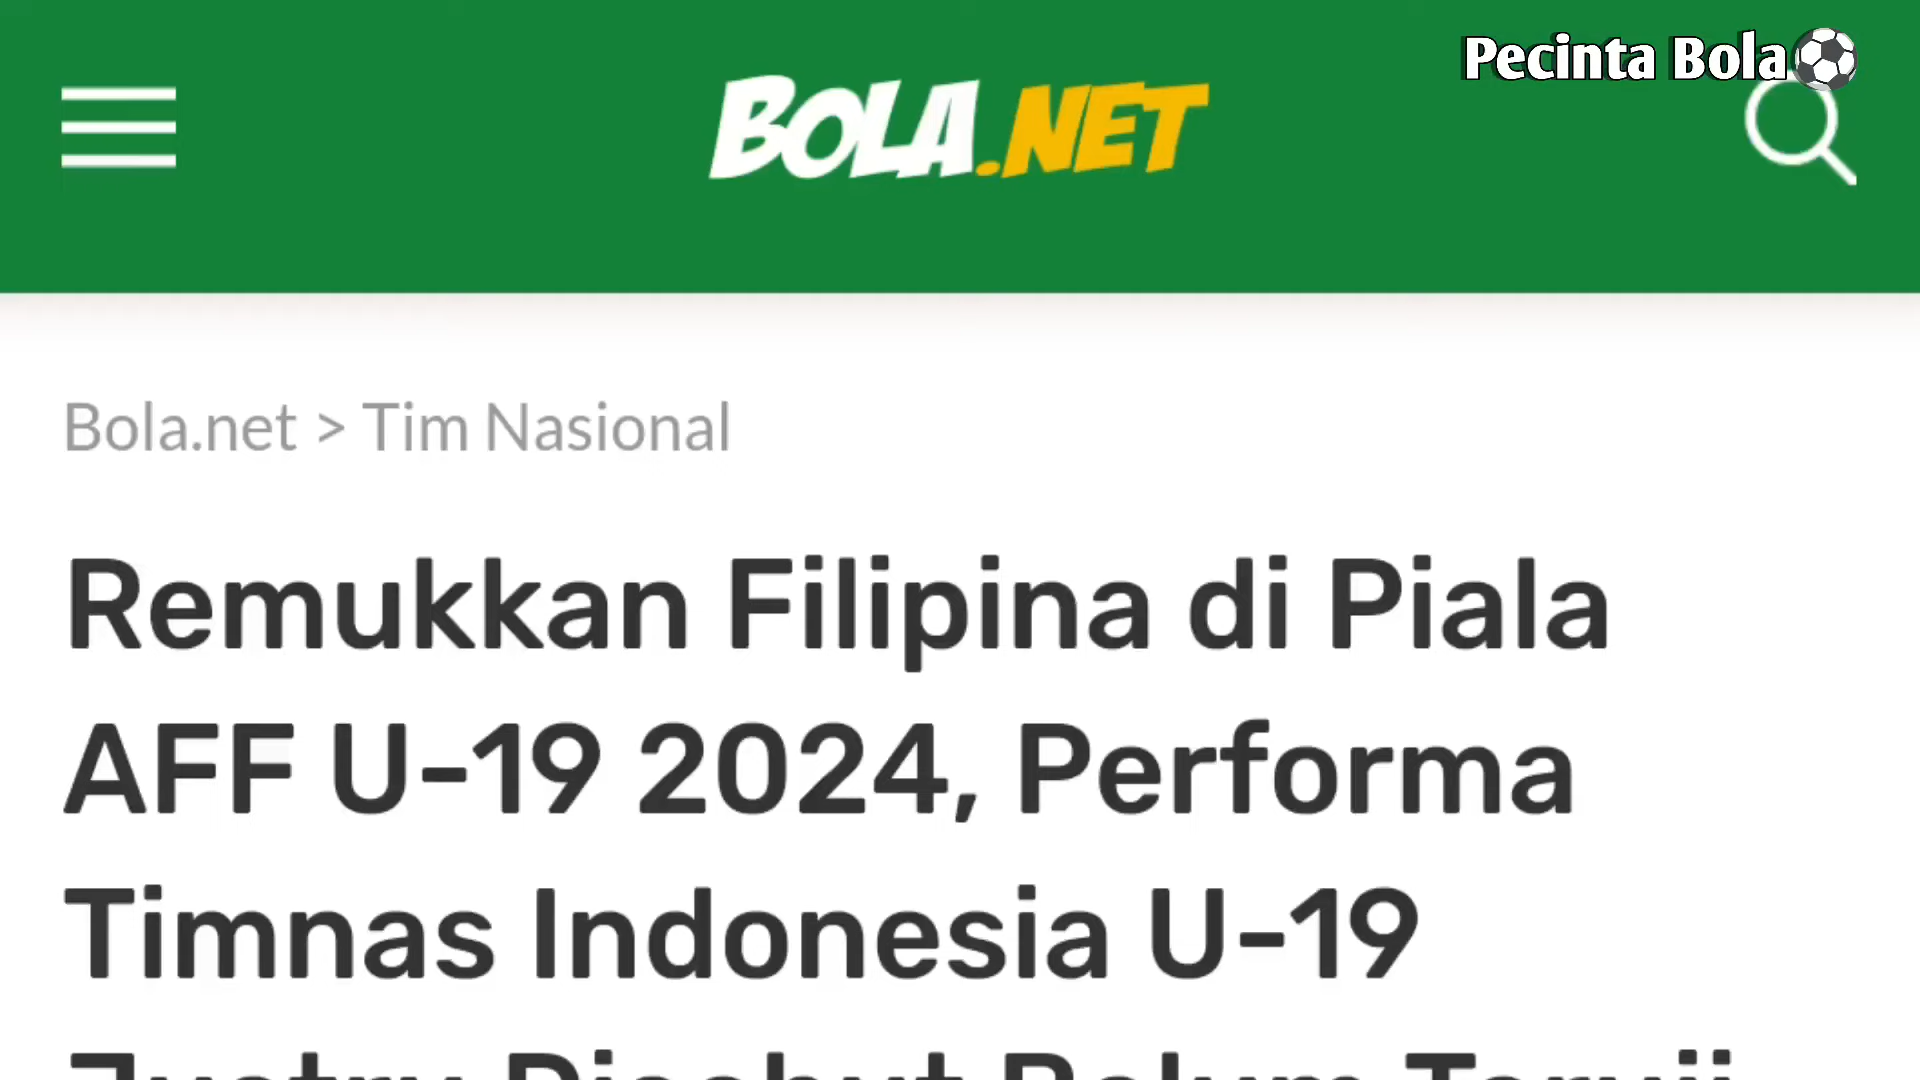 Pecinta Bola
BOLA.NET
Bola.net > Tim Nasional
Remukkan Filipina di Piala
AFF U-19 2024, Performa
Timnas Indonesia U-19
Justru Disebut Belum Teruji